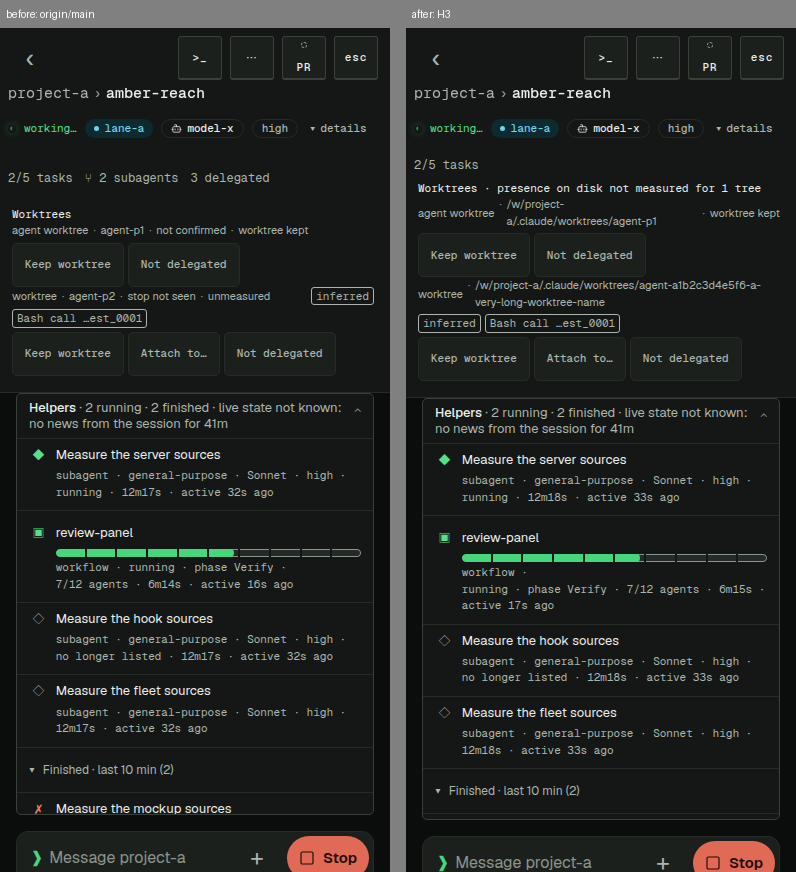 before: origin/main
>_
...
PR
esc
project-a › amber-reach
working…
lane-a
model-x
high
▾ details
2/5 tasks
2 subagents
3 delegated
Worktrees
agent worktree · agent-p1 · not confirmed · worktree kept
Keep worktree
Not delegated
worktree · agent-p2 · stop not seen · unmeasured
inferred
Bash call …est_0001
Keep worktree
Attach to…
Not delegated
Helpers · 2 running · 2 finished · live state not known:
no news from the session for 41m
Measure the server sources
subagent · general-purpose · Sonnet · high ·
running · 12m17s · active 32s ago
review-panel
workflow · running · phase Verify ·
7/12 agents · 6m14s · active 16s ago
Measure the hook sources
subagent · general-purpose · Sonnet · high ·
no longer listed · 12m17s · active 32s ago
Measure the fleet sources
subagent · general-purpose · Sonnet · high ·
12m17s · active 32s ago
▾ Finished · last 10 min (2)
✗ Measure the mockup sources
❱ Message project-a
+
Stop
after: H3
>_
...
PR
esc
project-a › amber-reach
working…
lane-a
model-x
high
▾ details
2/5 tasks
Worktrees · presence on disk not measured for 1 tree
agent worktree · /w/project-
a/.claude/worktrees/agent-p1 · worktree kept
Keep worktree
Not delegated
worktree · /w/project-a/.claude/worktrees/agent-a1b2c3d4e5f6-a-
very-long-worktree-name
inferred
Bash call …est_0001
Keep worktree
Attach to…
Not delegated
Helpers · 2 running · 2 finished · live state not known:
no news from the session for 41m
Measure the server sources
subagent · general-purpose · Sonnet · high ·
running · 12m18s · active 33s ago
review-panel
workflow ·
running · phase Verify · 7/12 agents · 6m15s ·
active 17s ago
Measure the hook sources
subagent · general-purpose · Sonnet · high ·
no longer listed · 12m18s · active 33s ago
Measure the fleet sources
subagent · general-purpose · Sonnet · high ·
12m18s · active 33s ago
▾ Finished · last 10 min (2)
❱ Message project-a
+
Stop